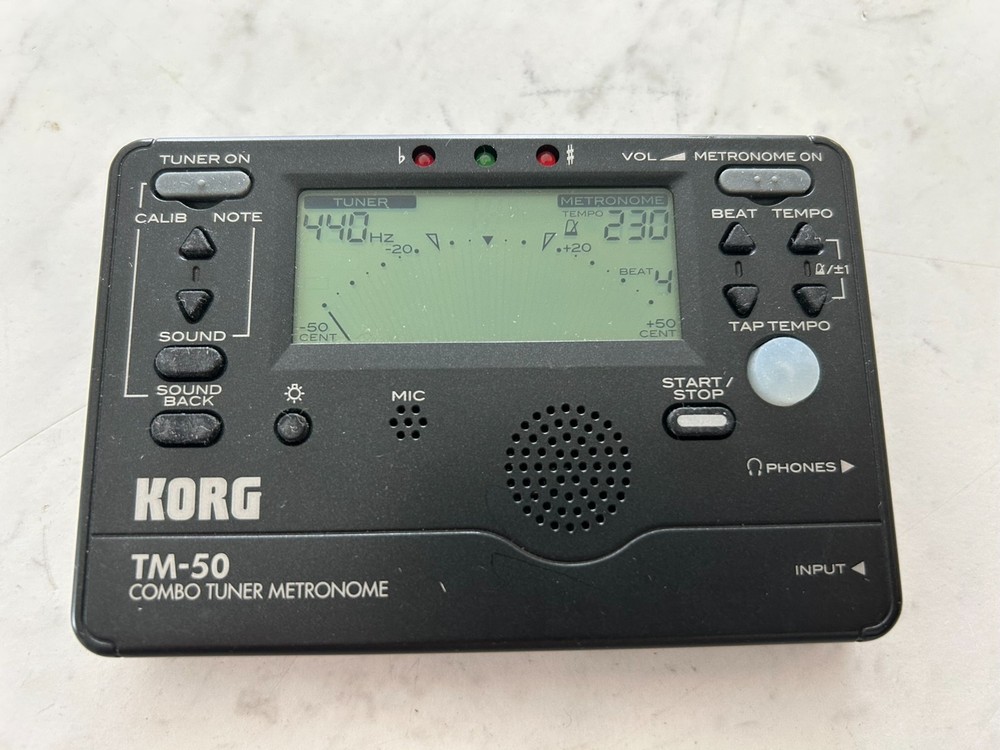 TUNER ON
♭ ♯
VOL METRONOME ON
CALIB NOTE
TUNER
METRONOME
440Hz
TEMPO 230
-20
+20
BEAT 4
-50
CENT
+50
CENT
BEAT TEMPO
/±1
SOUND
TAP TEMPO
SOUND
BACK
MIC
START/
STOP
PHONES
KORG
TM-50
COMBO TUNER METRONOME
INPUT